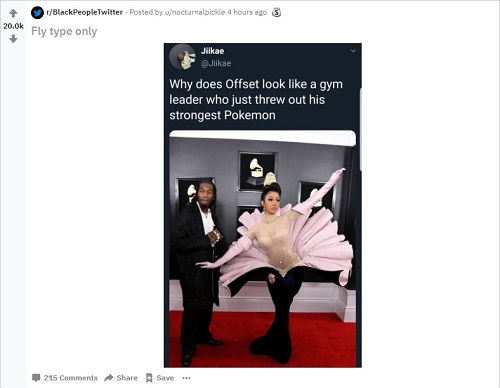 r/BlackPeopleTwitter · Posted by u/nocturnalpickle 4 hours ago
20.0k
Fly type only
Jiikae
@Jiikae
Why does Offset look like a gym
leader who just threw out his
strongest Pokemon
215 Comments Share Save